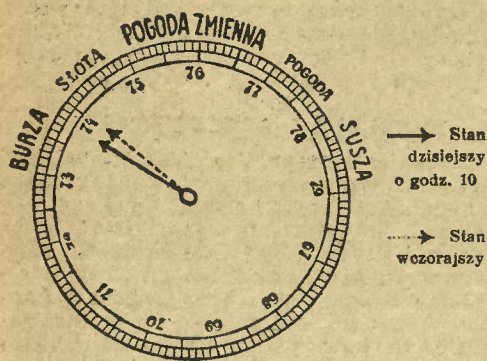 POGODA ZMIENNA
SŁOTA
POGODA
BURZA
SUSZA
76
75
77
74
78
73
79
67
71
68
70
69
Stan
dzisiejszy
o godz. 10
Stan
wczorajszy